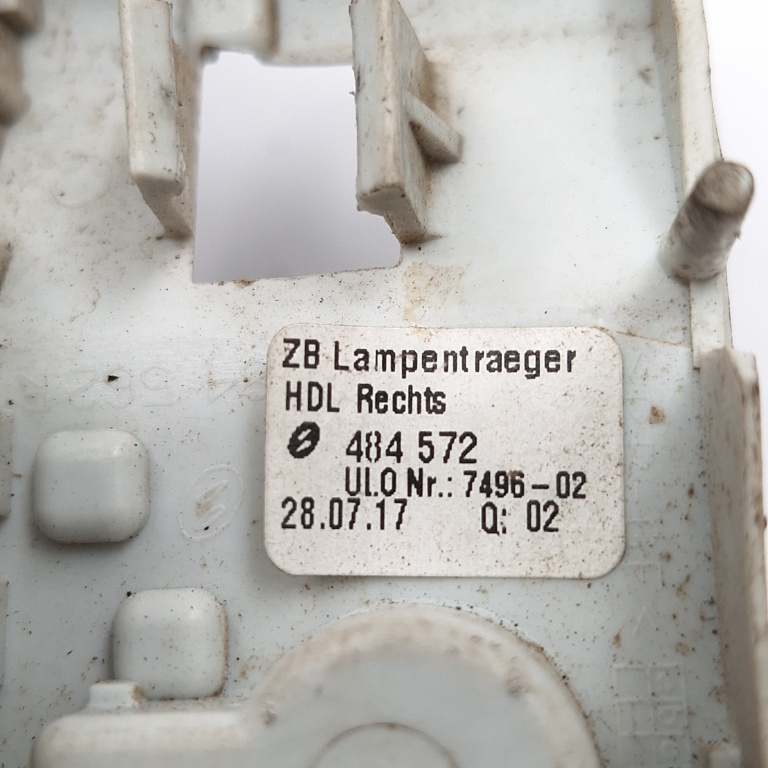 ZB Lampentraeger
HDL Rechts
484 572
ULO Nr.: 7496-02
28.07.17 Q: 02